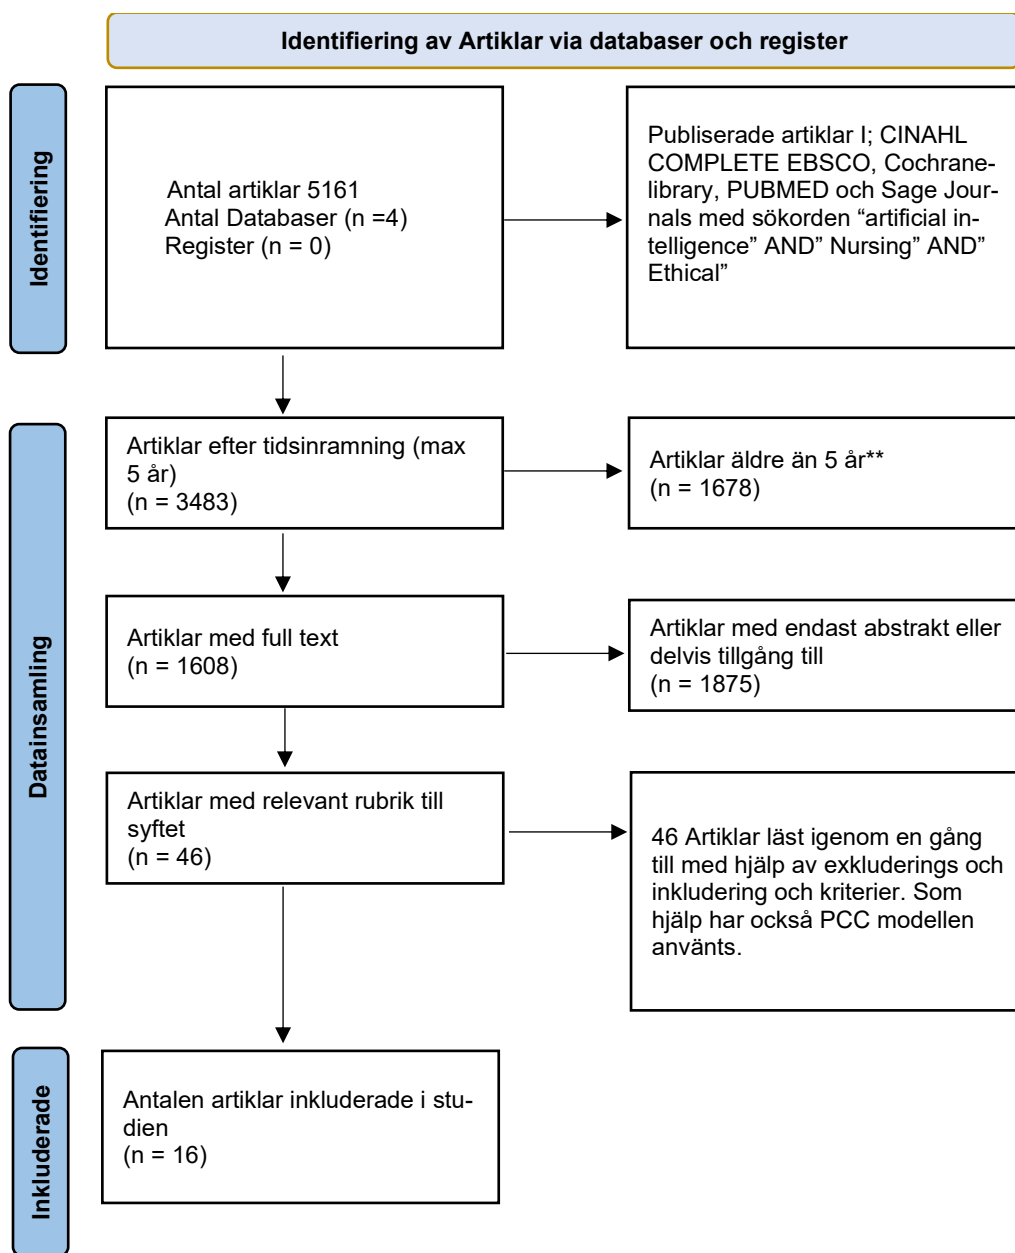 Identifiering av Artiklar via databaser och register
Identifiering
Antal artiklar 5161
Antal Databaser (n =4)
Register (n = 0)
Publiserade artiklar I; CINAHL
COMPLETE EBSCO, Cochrane-
library, PUBMED och Sage Jour-
nals med sökorden “artificial in-
telligence” AND” Nursing” AND”
Ethical”
Datainsamling
Artiklar efter tidsinramning (max
5 år)
(n = 3483)
Artiklar äldre än 5 år**
(n = 1678)
Artiklar med full text
(n = 1608)
Artiklar med endast abstrakt eller
delvis tillgång till
(n = 1875)
Artiklar med relevant rubrik till
syftet
(n = 46)
46 Artiklar läst igenom en gång
till med hjälp av exkluderings och
inkludering och kriterier. Som
hjälp har också PCC modellen
använts.
Inkluderade
Antalen artiklar inkluderade i stu-
dien
(n = 16)